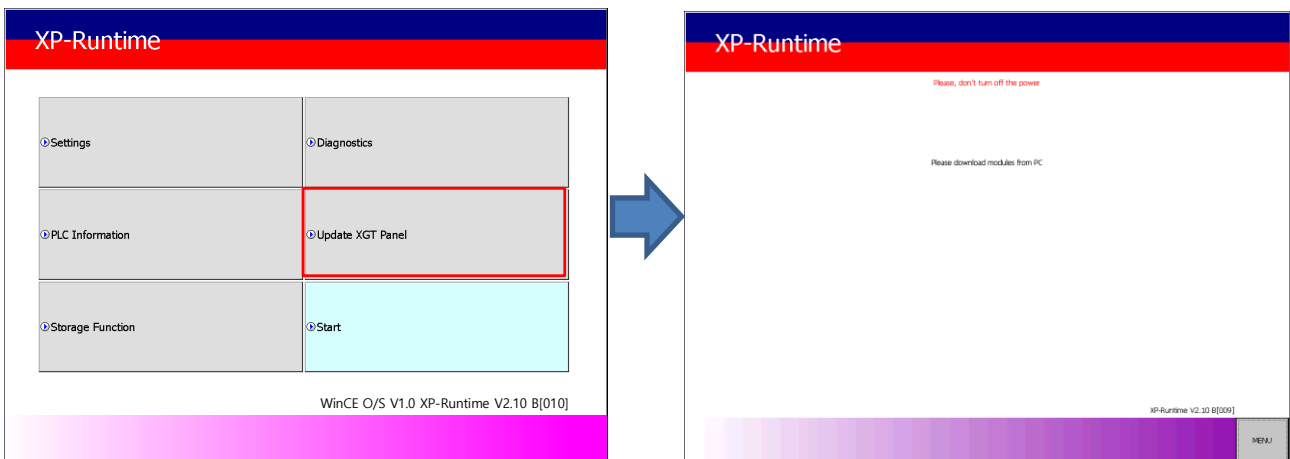 XP-Runtime
Settings
Diagnostics
PLC Information
Update XGT Panel
Storage Function
Start
WinCE O/S V1.0 XP-Runtime V2.10 B[010]
XP-Runtime
Please, don't turn off the power
Please download modules from PC
XP-Runtime V2.10 B[009]
MENU